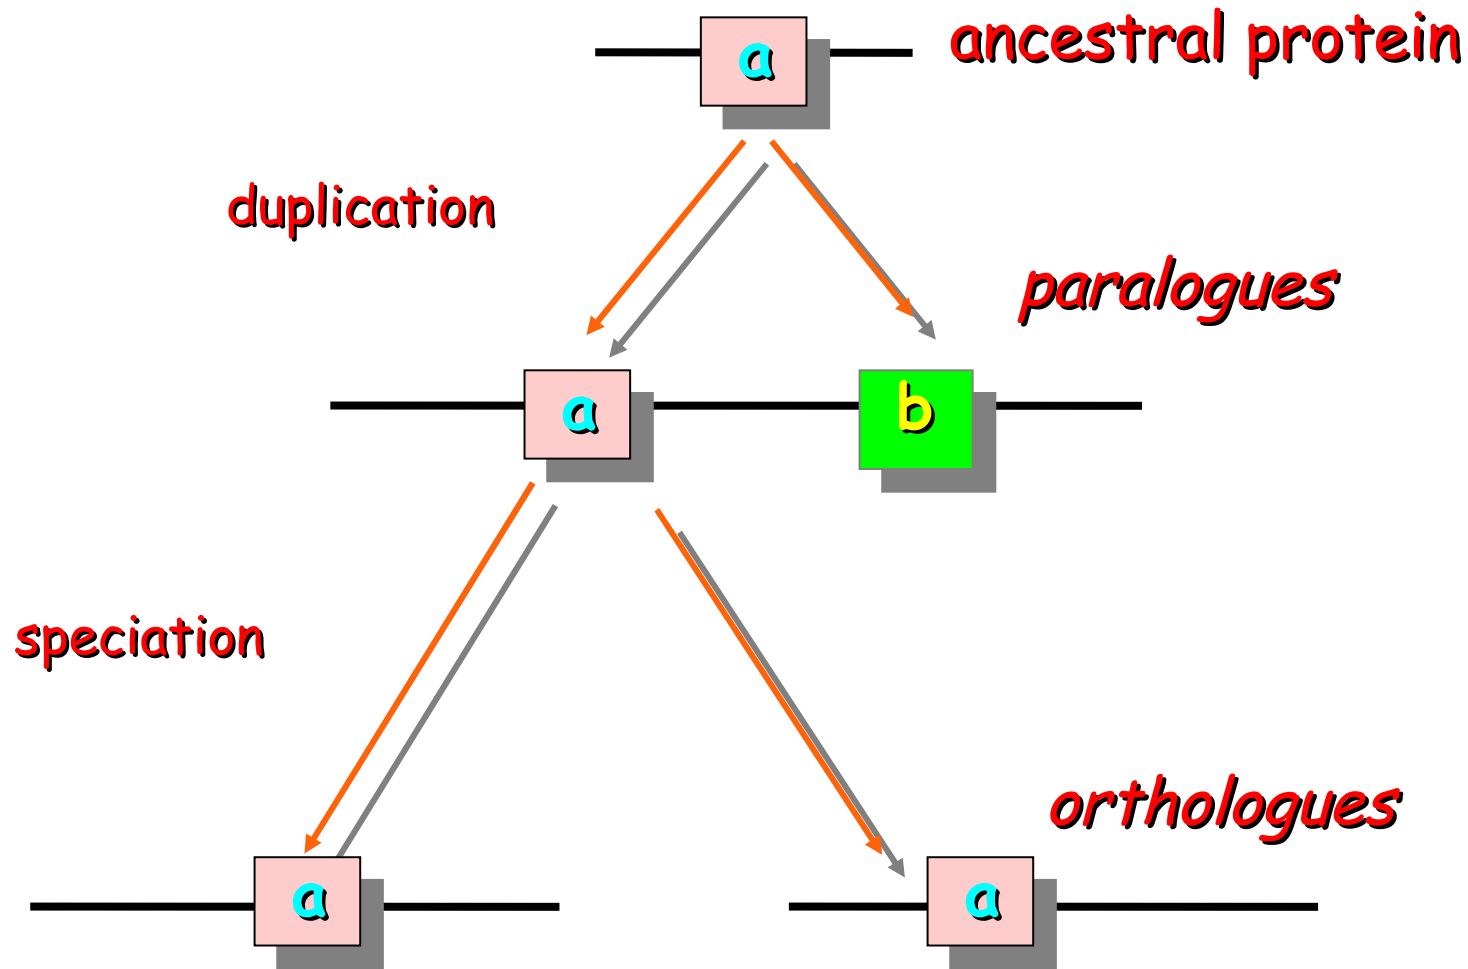 a
ancestral protein
duplication
paralogues
a
b
speciation
orthologues
a
a